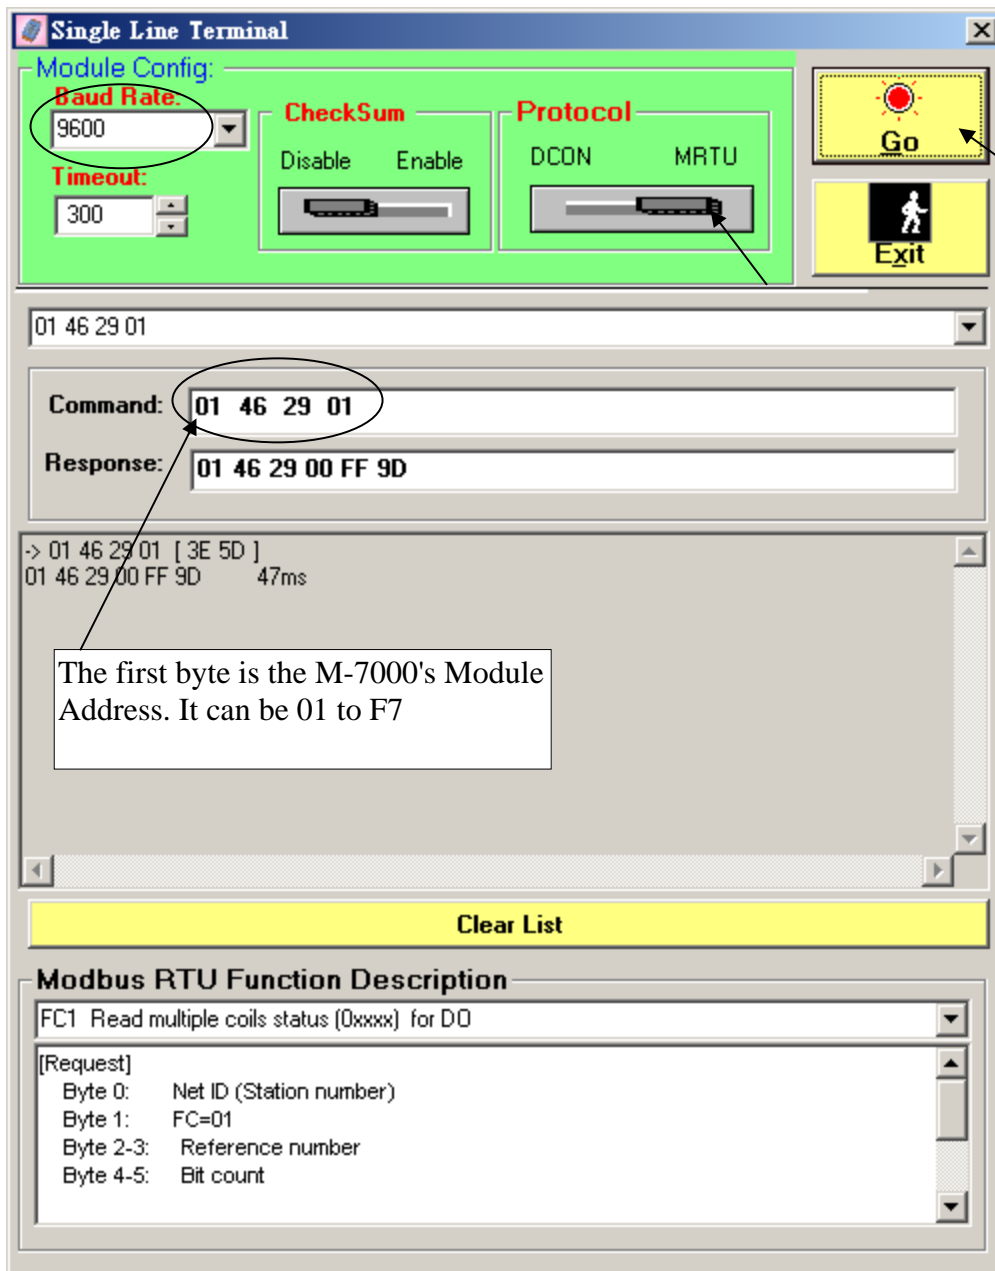 Single Line Terminal
Module Config:
Baud Rate:
9600
Timeout:
300
CheckSum
Disable Enable
Protocol
DCON MRTU
Go
Exit
01 46 29 01
Command: 01 46 29 01
Response: 01 46 29 00 FF 9D
-> 01 46 29 01 [ 3E 5D ]
01 46 29 00 FF 9D 47ms
The first byte is the M-7000's Module
Address. It can be 01 to F7
Clear List
Modbus RTU Function Description
FC1 Read multiple coils status (0xxxx) for DO
[Request]
Byte 0: Net ID (Station number)
Byte 1: FC=01
Byte 2-3: Reference number
Byte 4-5: Bit count